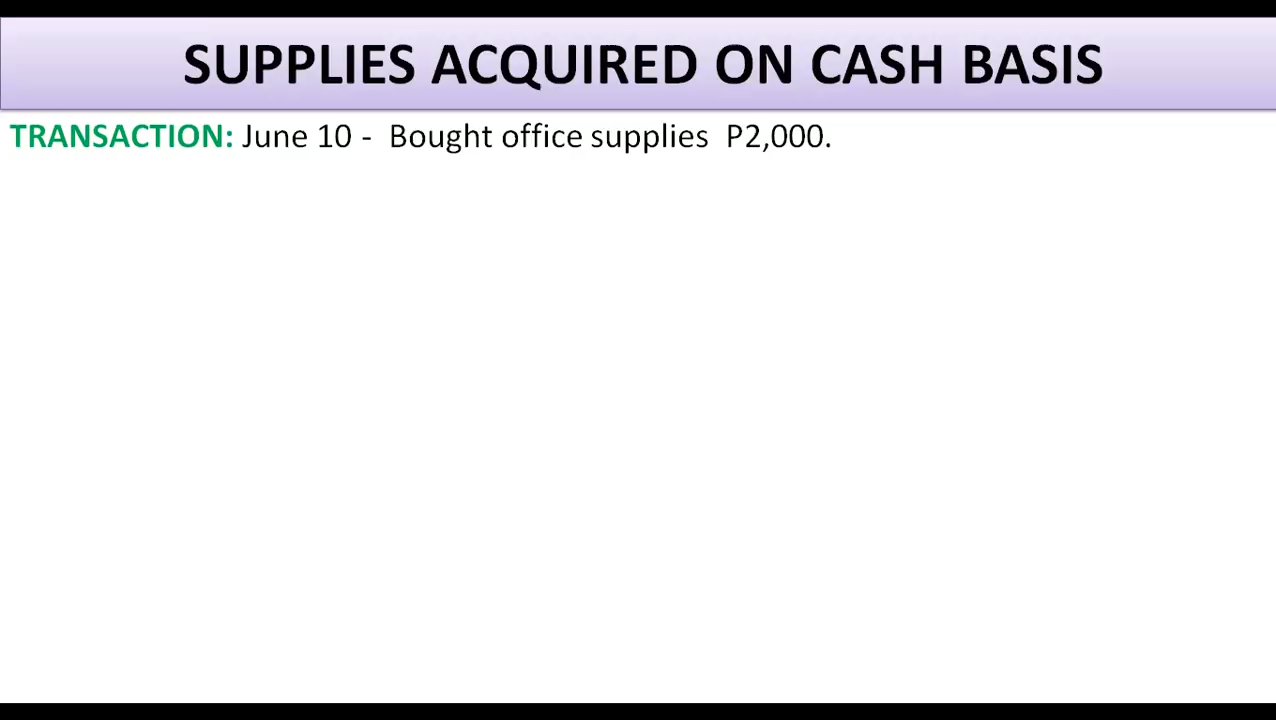 SUPPLIES ACQUIRED ON CASH BASIS
TRANSACTION: June 10 - Bought office supplies P2,000.